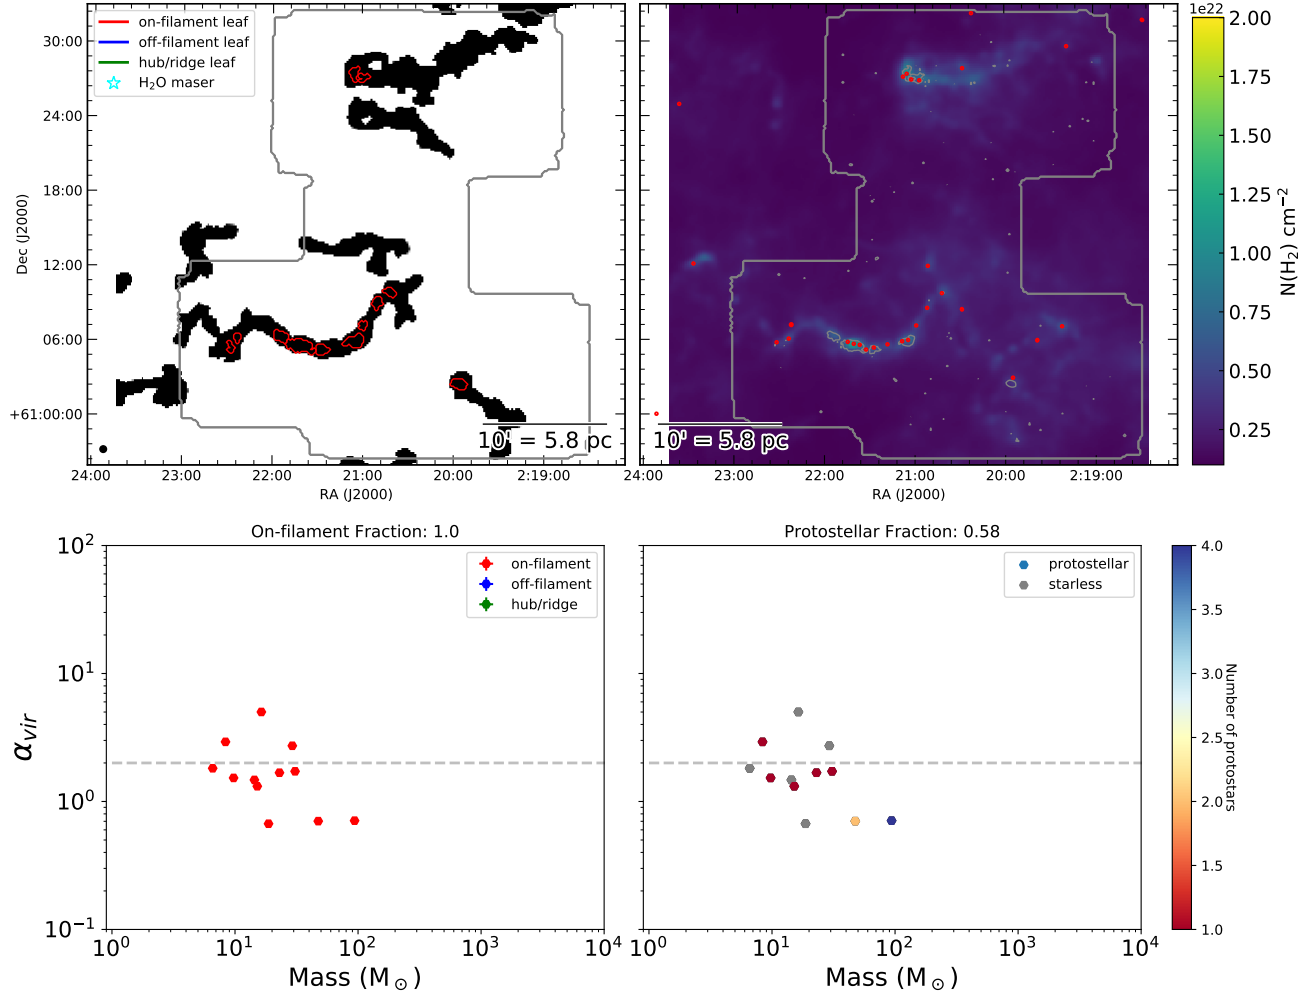 on-filament leaf
off-filament leaf
hub/ridge leaf
H₂O maser
30:00
24:00
18:00
12:00
06:00
+61:00:00
Dec (J2000)
10' = 5.8 pc
24:00 23:00 22:00 21:00 20:00 2:19:00
RA (J2000)
10' = 5.8 pc
23:00 22:00 21:00 20:00 2:19:00
RA (J2000)
1e22
2.00
1.75
1.50
1.25
1.00
0.75
0.50
0.25
N(H₂) cm⁻²
On-filament Fraction: 1.0
on-filament
off-filament
hub/ridge
10²
10¹
10⁰
10⁻¹
α_vir
10⁰ 10¹ 10² 10³ 10⁴
Mass (M⊙)
Protostellar Fraction: 0.58
protostellar
starless
10⁰ 10¹ 10² 10³ 10⁴
Mass (M⊙)
4.0
3.5
3.0
2.5
2.0
1.5
1.0
Number of protostars